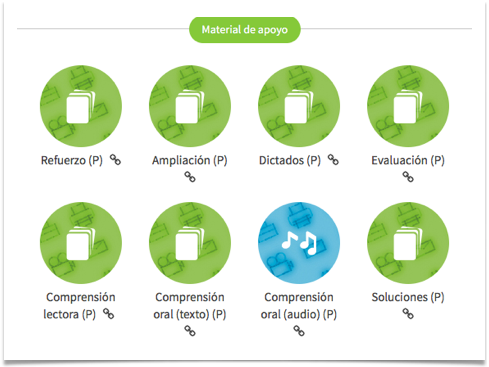 Material de apoyo
Refuerzo (P)
Ampliación (P)
Dictados (P)
Evaluación (P)
Comprensión
lectora (P)
Comprensión
oral (texto) (P)
Comprensión
oral (audio) (P)
Soluciones (P)